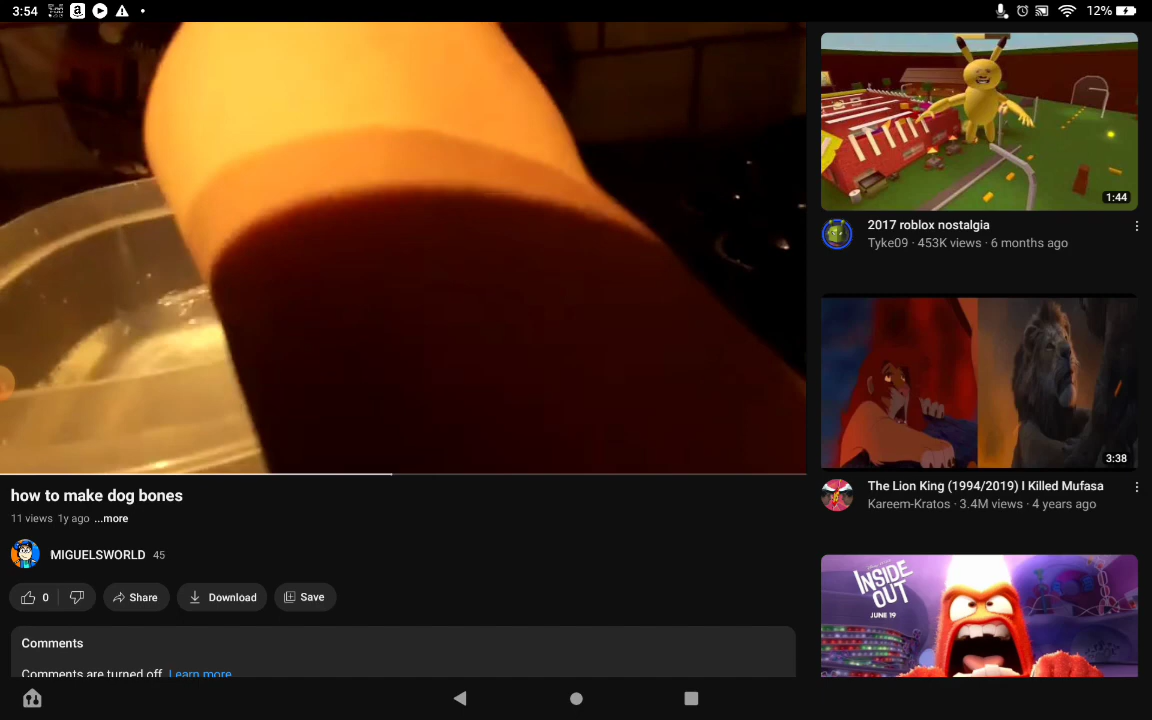 3:54
12%
1:44
2017 roblox nostalgia
Tyke09 · 453K views · 6 months ago
3:38
The Lion King (1994/2019) I Killed Mufasa
Kareem-Kratos · 3.4M views · 4 years ago
INSIDE
OUT
JUNE 19
how to make dog bones
11 views 1y ago ...more
MIGUELSWORLD 45
0 Share Download Save
Comments
Comments are turned off. Learn more